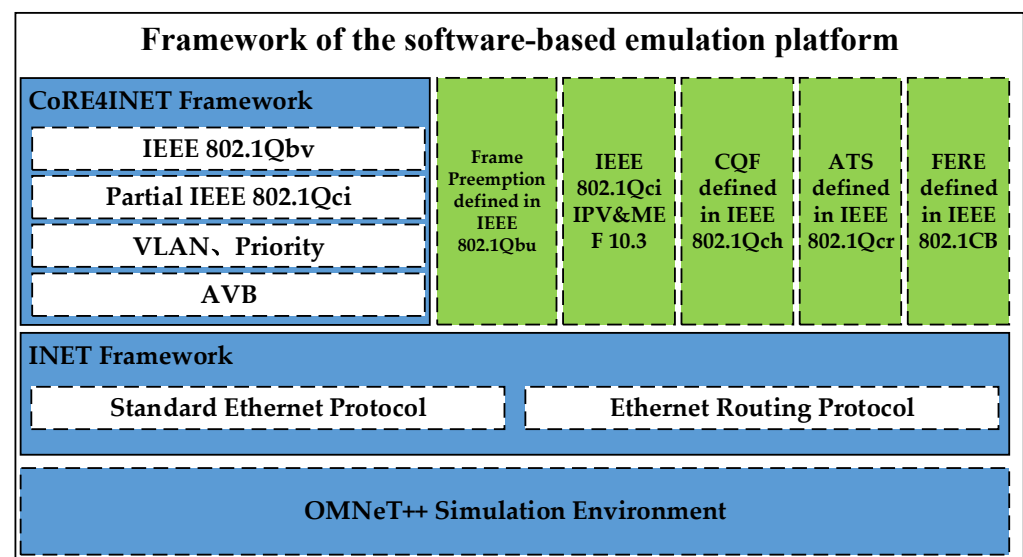 Framework of the software-based emulation platform
CoRE4INET Framework
IEEE 802.1Qbv
Partial IEEE 802.1Qci
VLAN、Priority
AVB
Frame
Preemption
defined in
IEEE
802.1Qbu
IEEE
802.1Qci
IPV&ME
F 10.3
CQF
defined
in IEEE
802.1Qch
ATS
defined
in IEEE
802.1Qcr
FERE
defined
in IEEE
802.1CB
INET Framework
Standard Ethernet Protocol
Ethernet Routing Protocol
OMNeT++ Simulation Environment